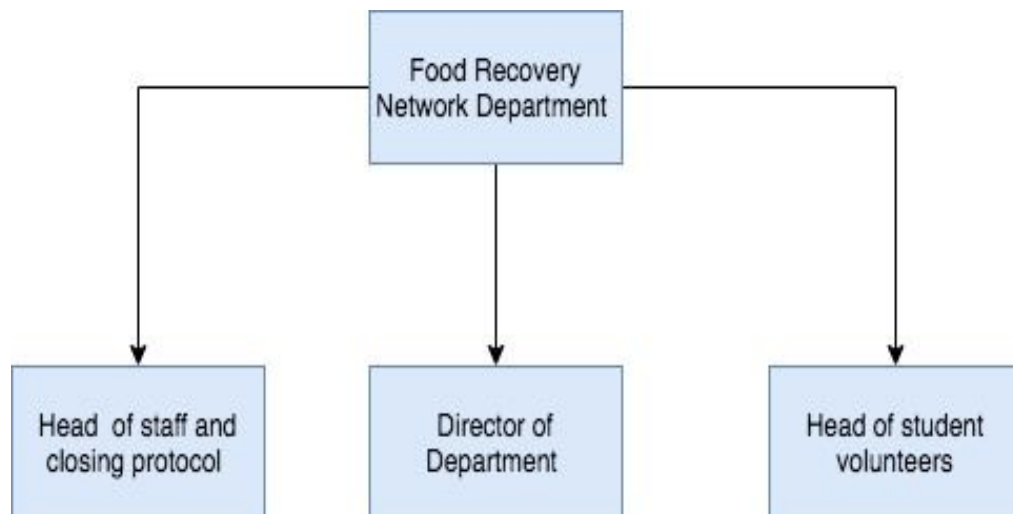 Food Recovery
Network Department
Head of staff and
closing protocol
Director of
Department
Head of student
volunteers